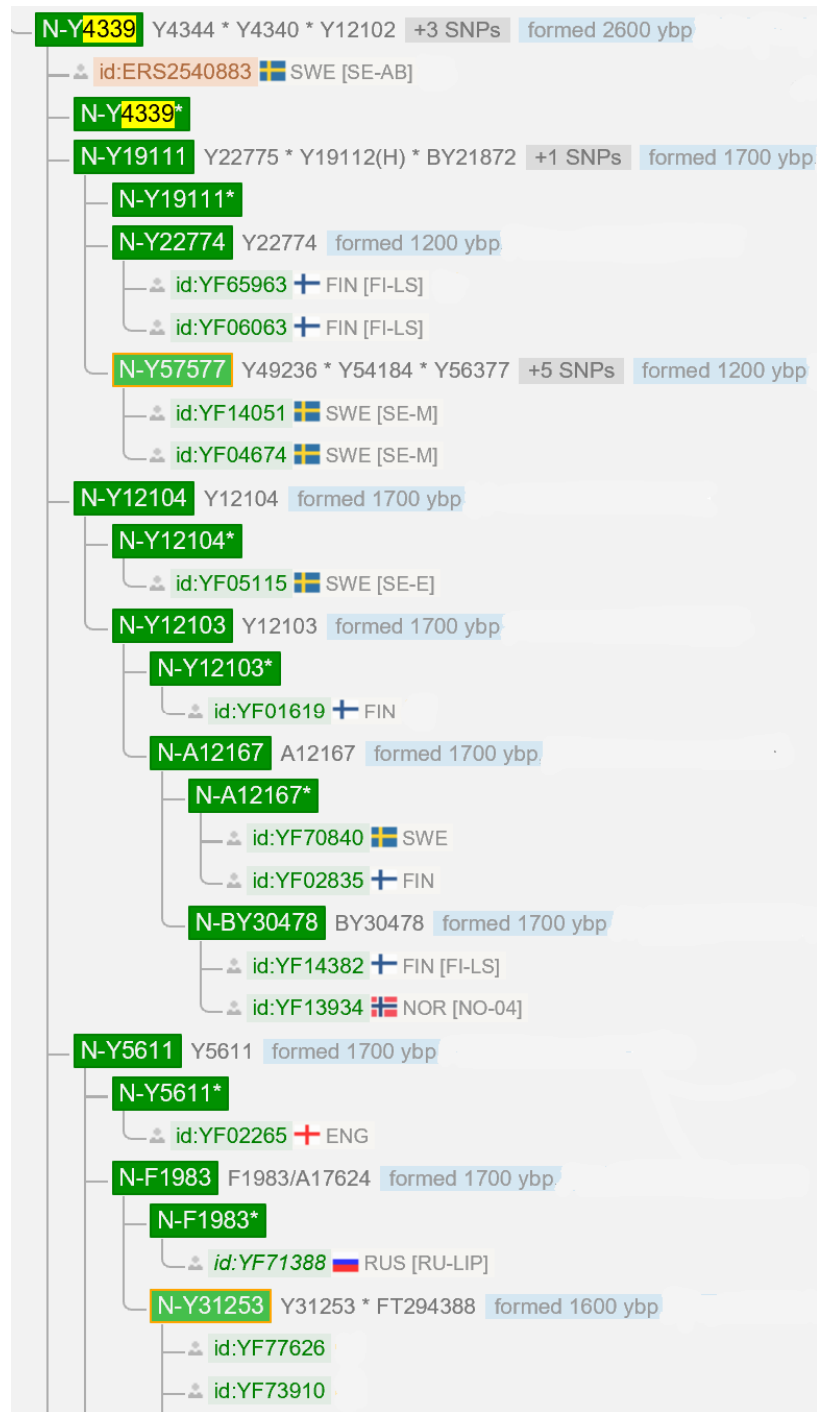 N-Y4339 Y4344 * Y4340 * Y12102 +3 SNPs formed 2600 ybp
id:ERS2540883 SWE [SE-AB]
N-Y4339*
N-Y19111 Y22775 * Y19112(H) * BY21872 +1 SNPs formed 1700 ybp
N-Y19111*
N-Y22774 Y22774 formed 1200 ybp
id:YF65963 FIN [FI-LS]
id:YF06063 FIN [FI-LS]
N-Y57577 Y49236 * Y54184 * Y56377 +5 SNPs formed 1200 ybp
id:YF14051 SWE [SE-M]
id:YF04674 SWE [SE-M]
N-Y12104 Y12104 formed 1700 ybp
N-Y12104*
id:YF05115 SWE [SE-E]
N-Y12103 Y12103 formed 1700 ybp
N-Y12103*
id:YF01619 FIN
N-A12167 A12167 formed 1700 ybp
N-A12167*
id:YF70840 SWE
id:YF02835 FIN
N-BY30478 BY30478 formed 1700 ybp
id:YF14382 FIN [FI-LS]
id:YF13934 NOR [NO-04]
N-Y5611 Y5611 formed 1700 ybp
N-Y5611*
id:YF02265 ENG
N-F1983 F1983/A17624 formed 1700 ybp
N-F1983*
id:YF71388 RUS [RU-LIP]
N-Y31253 Y31253 * FT294388 formed 1600 ybp
id:YF77626
id:YF73910